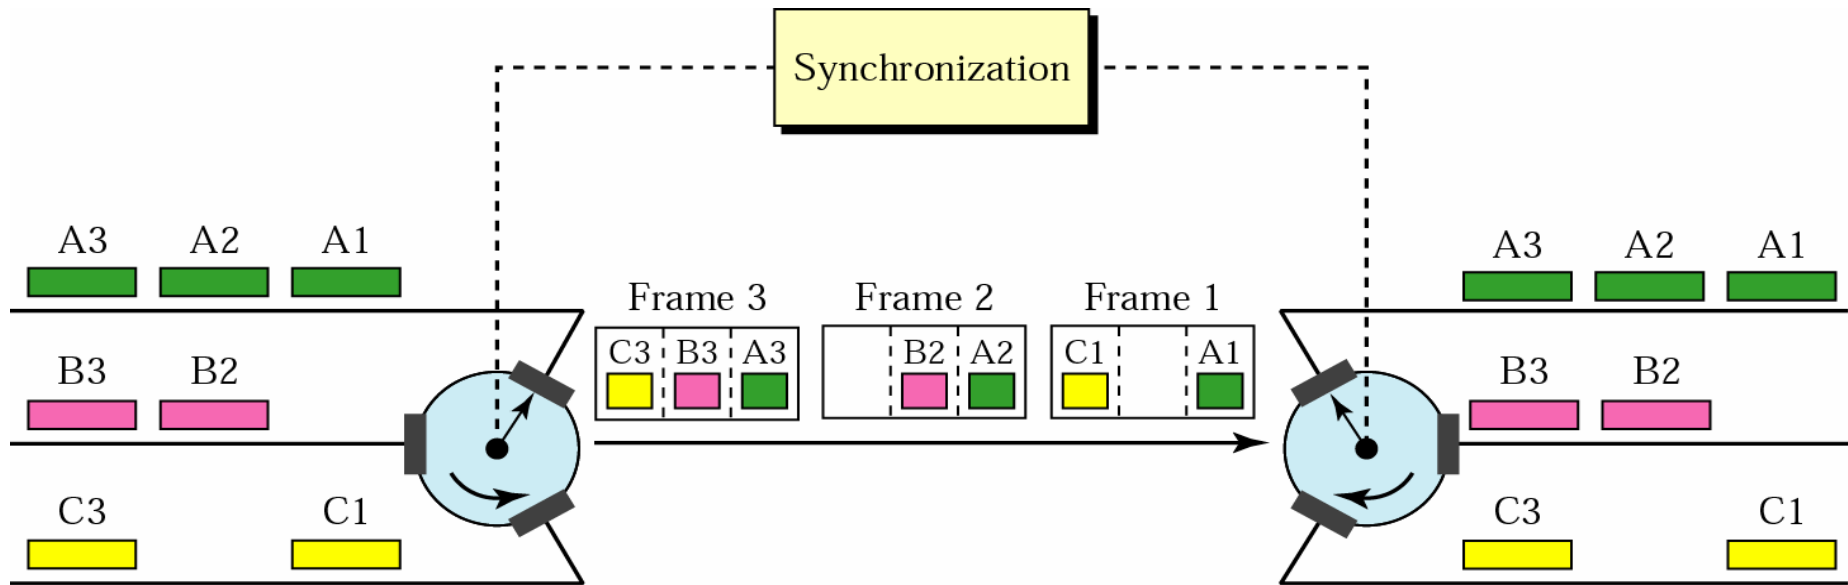 Synchronization
A3 A2 A1
A3 A2 A1
Frame 3 Frame 2 Frame 1
C3 B3 A3 B2 A2 C1 A1
B3 B2
B3 B2
C3 C1
C3 C1